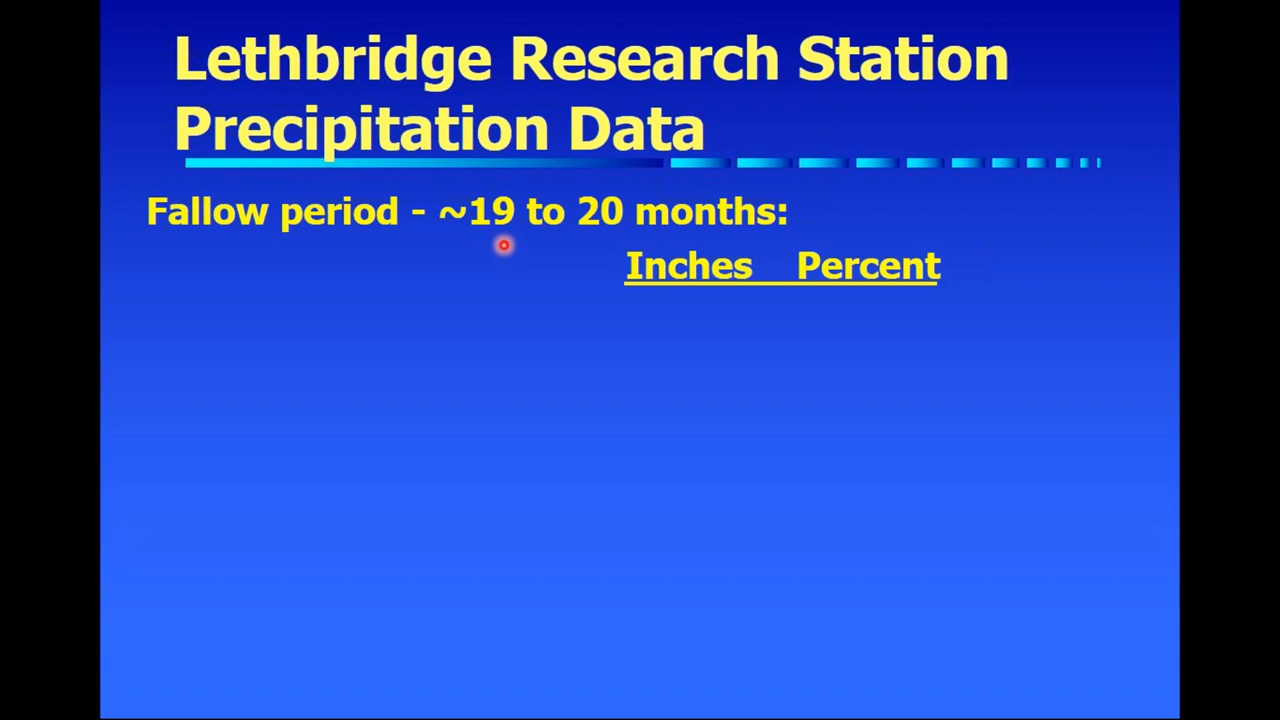 Lethbridge Research Station
Precipitation Data
Fallow period - ~19 to 20 months:
Inches Percent